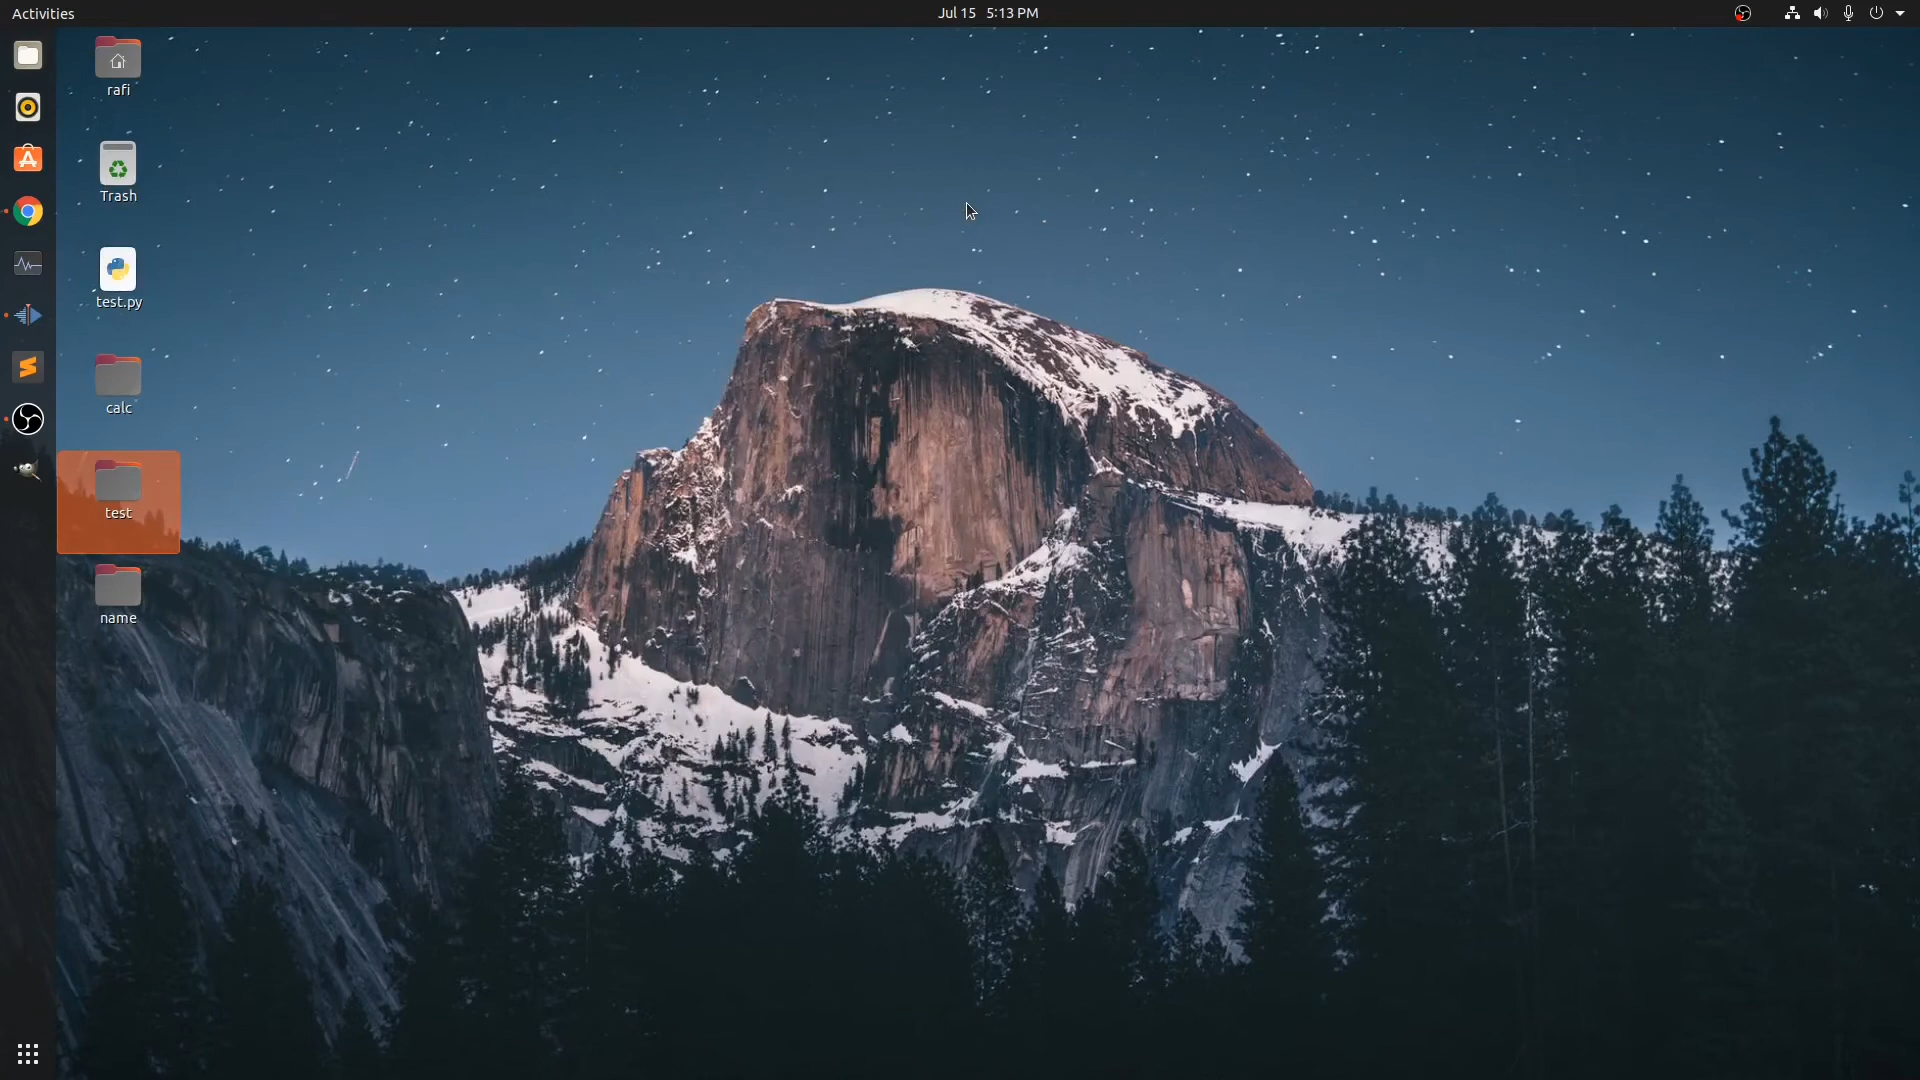 Activities
Jul 15 5:13 PM
rafi
Trash
test.py
calc
test
name